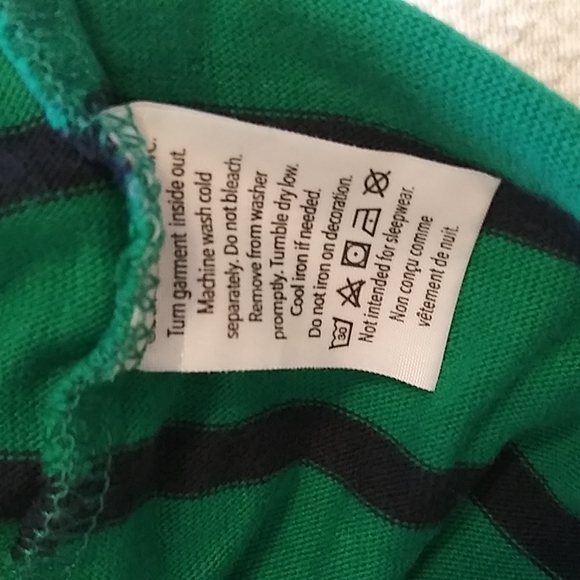 Turn garment inside out.
Machine wash cold
separately. Do not bleach.
Remove from washer
promptly. Tumble dry low.
Cool iron if needed.
Do not iron on decoration.
30
Not intended for sleepwear.
Non conçu comme
vêtement de nuit.